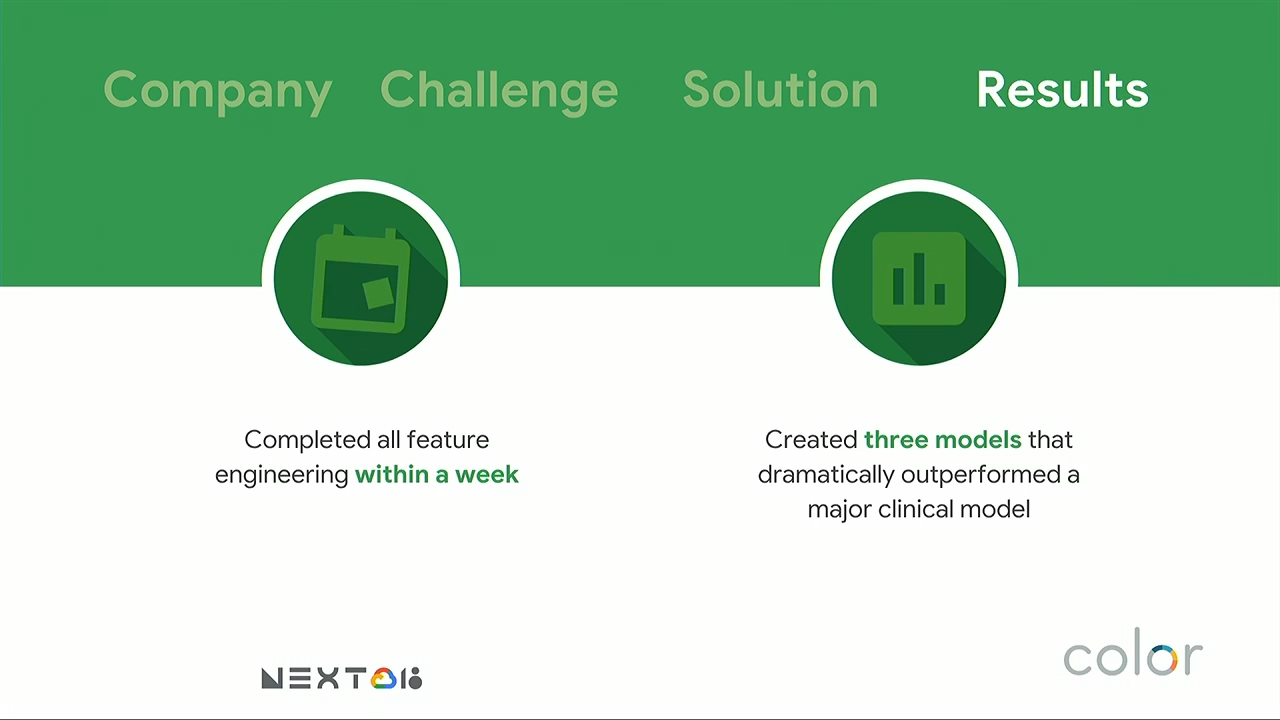 Company Challenge Solution Results
Completed all feature
engineering within a week
Created three models that
dramatically outperformed a
major clinical model
NEXT 18
color